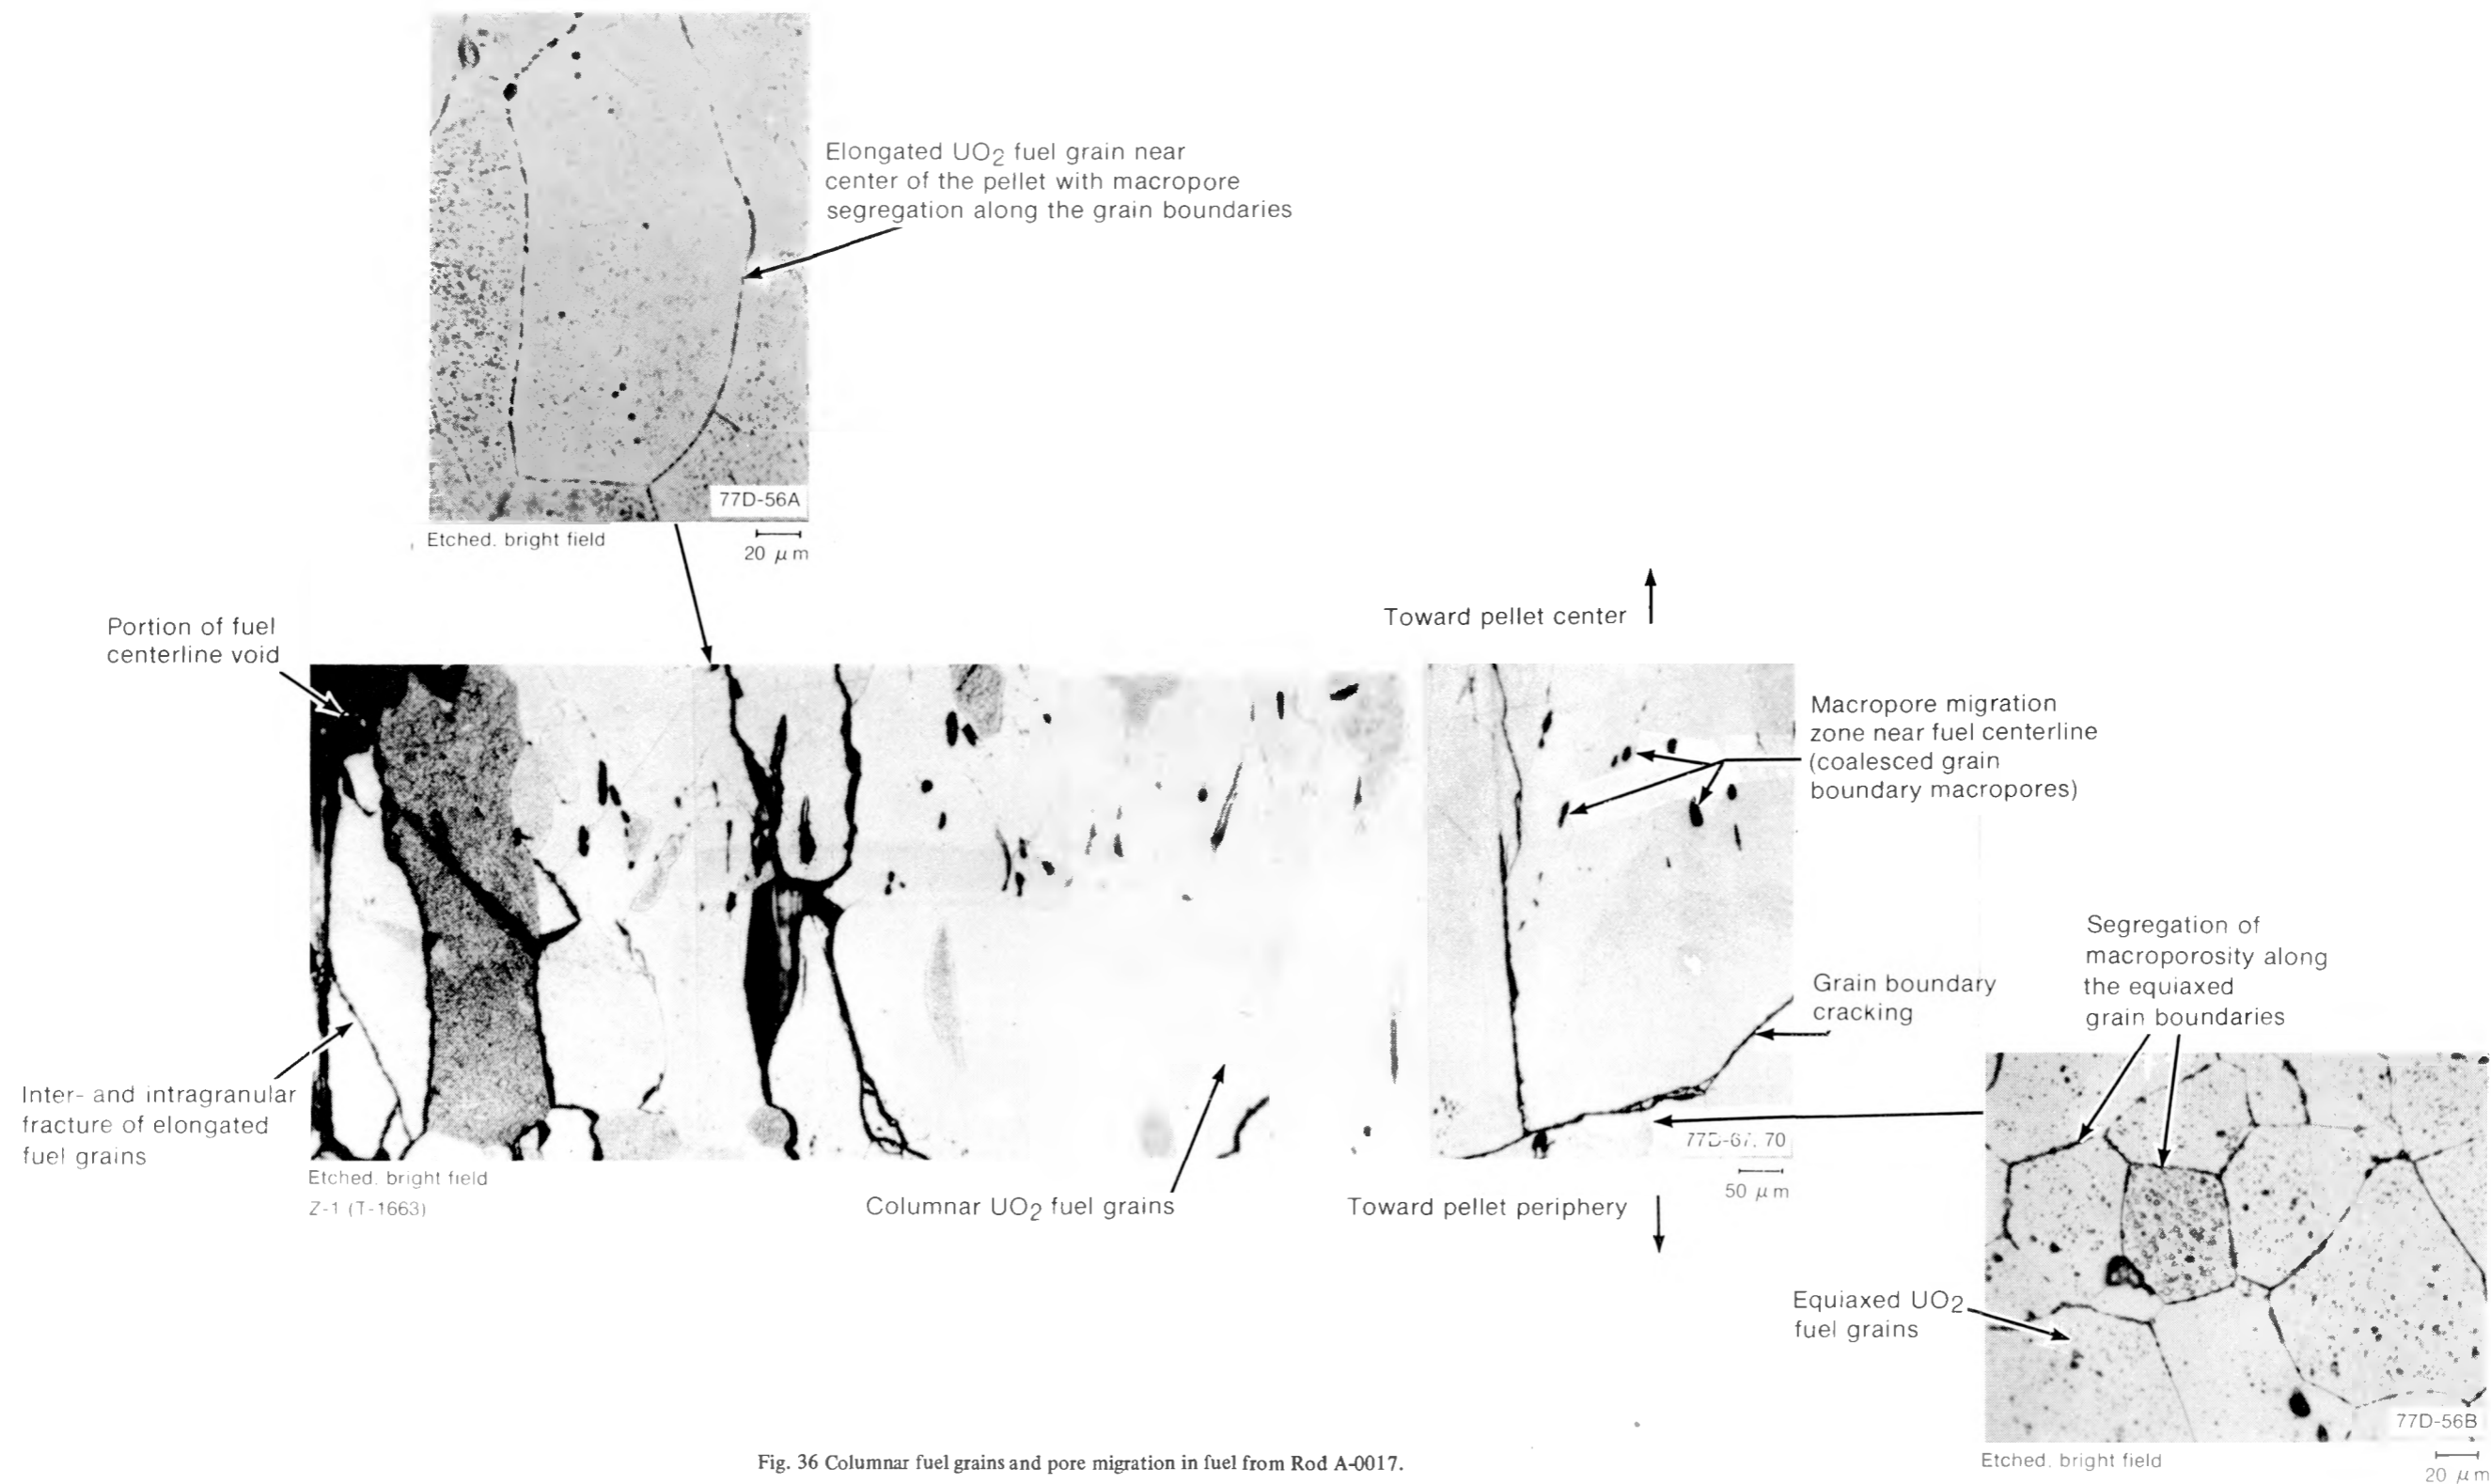 Elongated UO2 fuel grain near
center of the pellet with macropore
segregation along the grain boundaries
77D-56A
Etched. bright field
20 μm
Toward pellet center
Portion of fuel
centerline void
Macropore migration
zone near fuel centerline
(coalesced grain
boundary macropores)
Segregation of
macroporosity along
the equiaxed
grain boundaries
Grain boundary
cracking
Inter- and intragranular
fracture of elongated
fuel grains
70
Etched. bright field
Z-1 (T-1663)
50 μm
Columnar UO2 fuel grains
Toward pellet periphery
Equiaxed UO2
fuel grains
77D-56B
Etched. bright field
20 μm
Fig. 36 Columnar fuel grains and pore migration in fuel from Rod A-0017.